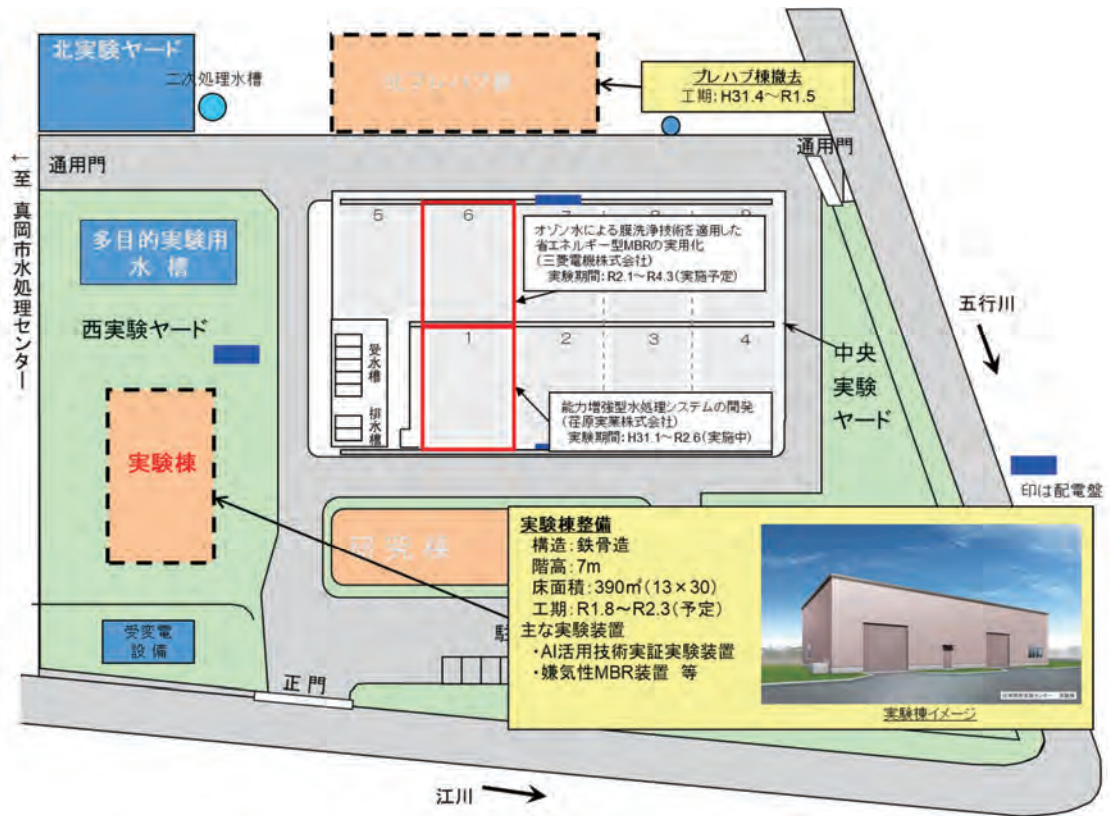 北実験ヤード
二次処理水槽
北プレハブ棟
プレハブ棟撤去
工期:H31.4～R1.5
通用門
通用門
←至 真岡市水処理センター
多目的実験用
水槽
西実験ヤード
5
6
7
8
9
オゾン水による膜洗浄技術を適用した
省エネルギー型MBRの実用化
(三菱電機株式会社)
実験期間:R2.1～R4.3(実施予定)
1
2
3
4
受水槽
排水槽
能力増強型水処理システムの開発
(荏原実業株式会社)
実験期間:H31.1～R2.6(実施中)
中央
実験
ヤード
五行川
印は配電盤
実験棟
研究棟
実験棟整備
構造:鉄骨造
階高:7m
床面積:390㎡(13×30)
工期:R1.8～R2.3(予定)
主な実験装置
・AI活用技術実証実験装置
・嫌気性MBR装置 等
実験棟イメージ
受変電
設備
駐
正門
江川